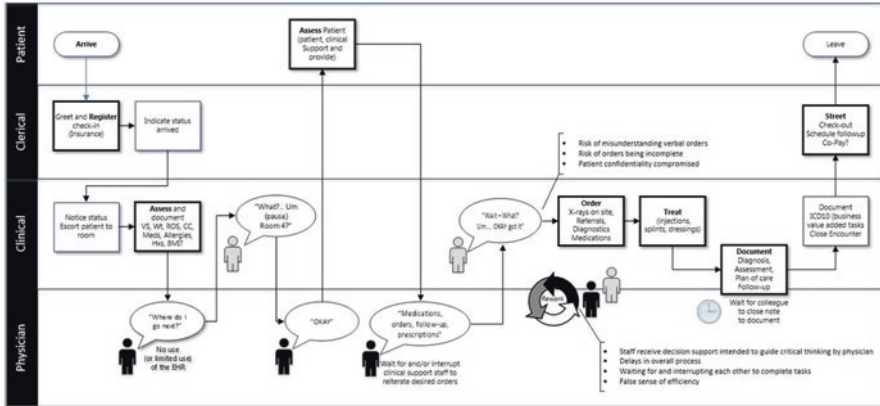 Patient
Arrive
Assess Patient
(patient, clinical
Support and
provide)
Leave
Clerical
Greet and Register
check-in
(Insurance)
Indicate status
arrived
Street
Check-out
Schedule followup
Co-Pay?
• Risk of misunderstanding verbal orders
• Risk of orders being incomplete
• Patient confidentiality compromised
Clinical
Notice status
Escort patient to
room
Assess and
document
VS, Wt, ROS, CC,
Meds, Allergies,
Hxs, BMI?
"What?... Um
(pause)
Room 4?"
"Wait – What?
Um... OKAY got it"
Order
X-rays on site,
Referrals,
Diagnostics
Medications
Treat
(injections,
splints, dressings)
Document
Diagnosis,
Assessment,
Plan of care
Follow-up
Document
ICD10 (business
value added tasks
Close Encounter
Physician
"Where do I
go next?"
No use
(or limited use)
of the EHR.
"OKAY"
"Medications,
orders, follow-up,
prescriptions"
Wait for and/or interrupt
clinical support staff to
reiterate desired orders
Rework
Wait for colleague
to close note
to document
• Staff receive decision support intended to guide critical thinking by physician
• Delays in overall process
• Waiting for and interrupting each other to complete tasks
• False sense of efficiency